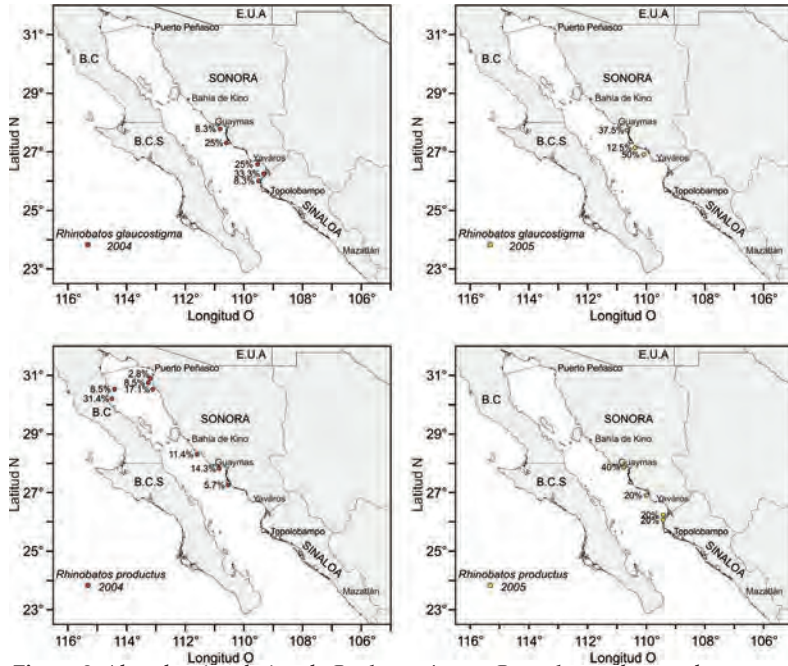 E.U.A
31°
Puerto Peñasco
B.C
SONORA
29°
Bahía de Kino
Guaymas
8.3%
B.C.S
25%
27°
Yaváros
25%
33.3%
8.3%
Topolobampo
SINALOA
25°
Rhinobatos glaucostigma
2004
Mazatlán
23°
116° 114° 112° 110° 108° 106°
Longitud O
Latitud N
E.U.A
31°
Puerto Peñasco
B.C
SONORA
29°
Bahía de Kino
Guaymas
37.5%
B.C.S
12.5%
50%
27°
Yaváros
Topolobampo
SINALOA
25°
Rhinobatos glaucostigma
2005
Mazatlán
23°
116° 114° 112° 110° 108° 106°
Longitud O
Latitud N
E.U.A
31°
Puerto Peñasco
2.8%
8.5%
17.1%
8.5%
31.4%
B.C
SONORA
29°
Bahía de Kino
11.4%
Guaymas
14.3%
B.C.S
5.7%
27°
Yaváros
Topolobampo
SINALOA
25°
Rhinobatos productus
2004
Mazatlán
23°
116° 114° 112° 110° 108° 106°
Longitud O
Latitud N
E.U.A
31°
Puerto Peñasco
B.C
SONORA
29°
Bahía de Kino
Guaymas
40%
B.C.S
20%
27°
Yaváros
20%
20%
Topolobampo
SINALOA
25°
Rhinobatos productus
2005
Mazatlán
23°
116° 114° 112° 110° 108° 106°
Longitud O
Latitud N